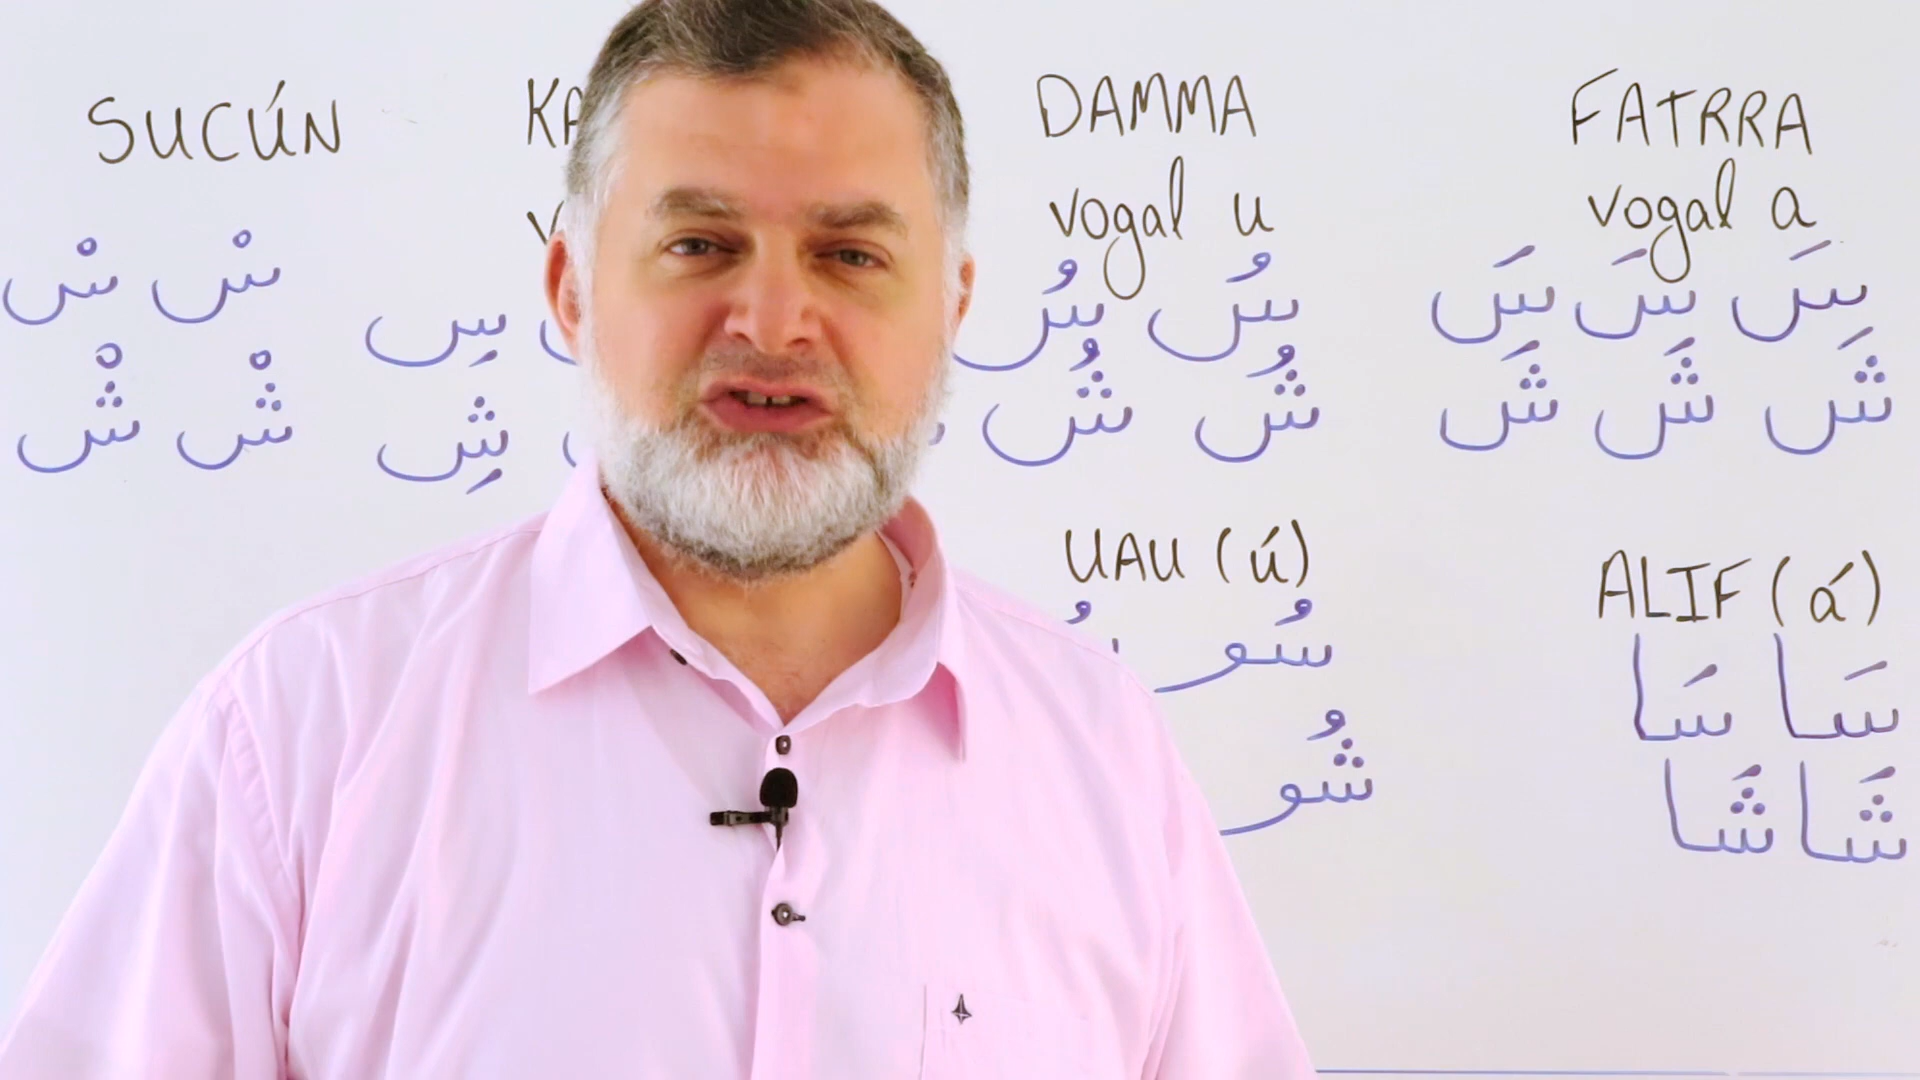 SUCÚN DAMMA FATRRA
vogal u vogal a
سَ سَ سَ سُ سُ سِ سْ سْ
شَ شَ شَ شُ شُ شِ شْ شْ
UAU (ú) ALIF (á)
سَا سَا سُو
شَا شَا شُو